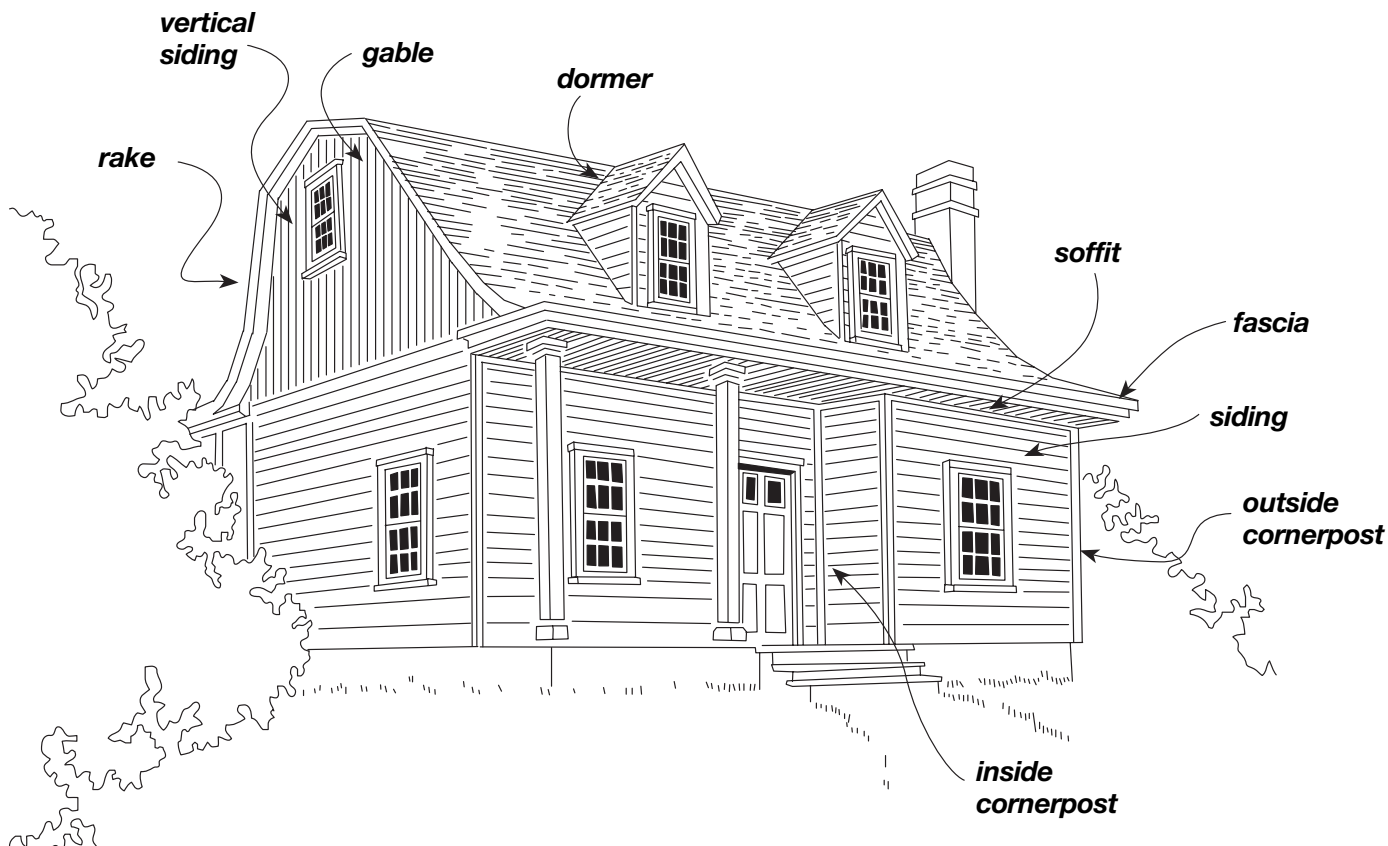 vertical
siding
gable
dormer
rake
soffit
fascia
siding
outside
cornerpost
inside
cornerpost